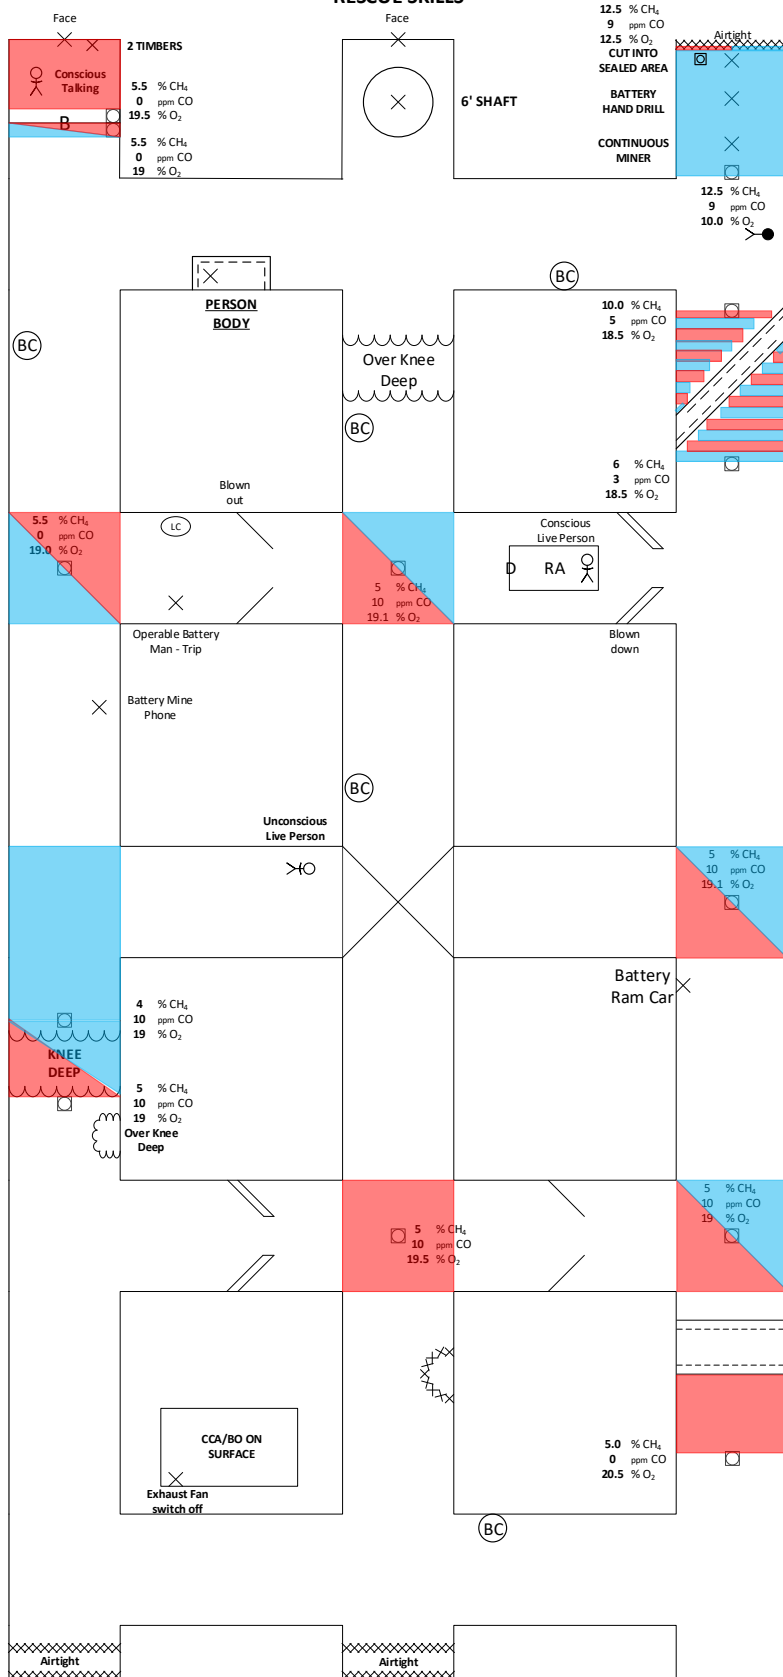 RESCUE SKILLS
Face
Face
12.5 % CH₄
9 ppm CO
12.5 % O₂
CUT INTO
SEALED AREA
Airtight
2 TIMBERS
Conscious
Talking
5.5 % CH₄
0 ppm CO
19.5 % O₂
B
6' SHAFT
BATTERY
HAND DRILL
5.5 % CH₄
0 ppm CO
19 % O₂
CONTINUOUS
MINER
12.5 % CH₄
9 ppm CO
10.0 % O₂
BC
PERSON
BODY
10.0 % CH₄
5 ppm CO
18.5 % O₂
BC
Over Knee
Deep
BC
6 % CH₄
3 ppm CO
18.5 % O₂
Blown
out
5.5 % CH₄
0 ppm CO
19.0 % O₂
LC
Conscious
Live Person
D RA
5 % CH₄
10 ppm CO
19.1 % O₂
Operable Battery
Man - Trip
Blown
down
Battery Mine
Phone
BC
Unconscious
Live Person
5 % CH₄
10 ppm CO
19.1 % O₂
Battery
Ram Car
4 % CH₄
10 ppm CO
19 % O₂
KNEE
DEEP
5 % CH₄
10 ppm CO
19 % O₂
Over Knee
Deep
5 % CH₄
10 ppm CO
19 % O₂
5 % CH₄
10 ppm CO
19.5 % O₂
CCA/BO ON
SURFACE
5.0 % CH₄
0 ppm CO
20.5 % O₂
Exhaust Fan
switch off
BC
Airtight
Airtight